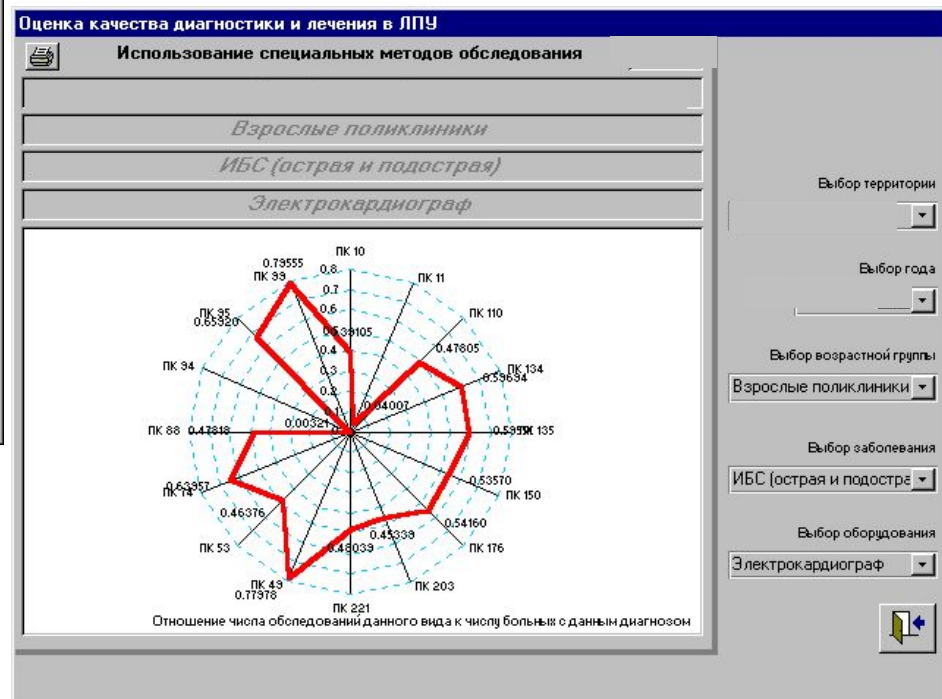 Оценка качества диагностики и лечения в ЛПУ
Использование специальных методов обследования
Взрослые поликлиники
ИБС (острая и подострая)
Электрокардиограф
Выбор территории
Выбор года
Выбор возрастной группы
Взрослые поликлиники
Выбор заболевания
ИБС (острая и подостра
Выбор оборудования
Электрокардиограф
ПК 10
0.79555
ПК 99
0.8
ПК 11
0.7
ПК 95
0.65320
0.6
ПК 110
0.39105
0.47805
0.4
ПК 94
0.3
ПК 134
0.59694
0.2
0.1
0.04007
0.00321
ПК 88
0.47818
ПК 135
0.63957
ПК 74
0.53570
ПК 150
0.46376
0.54160
ПК 53
0.48039
0.45339
ПК 176
ПК 49
0.77978
ПК 203
ПК 221
Отношение числа обследований данного вида к числу больных с данным диагнозом